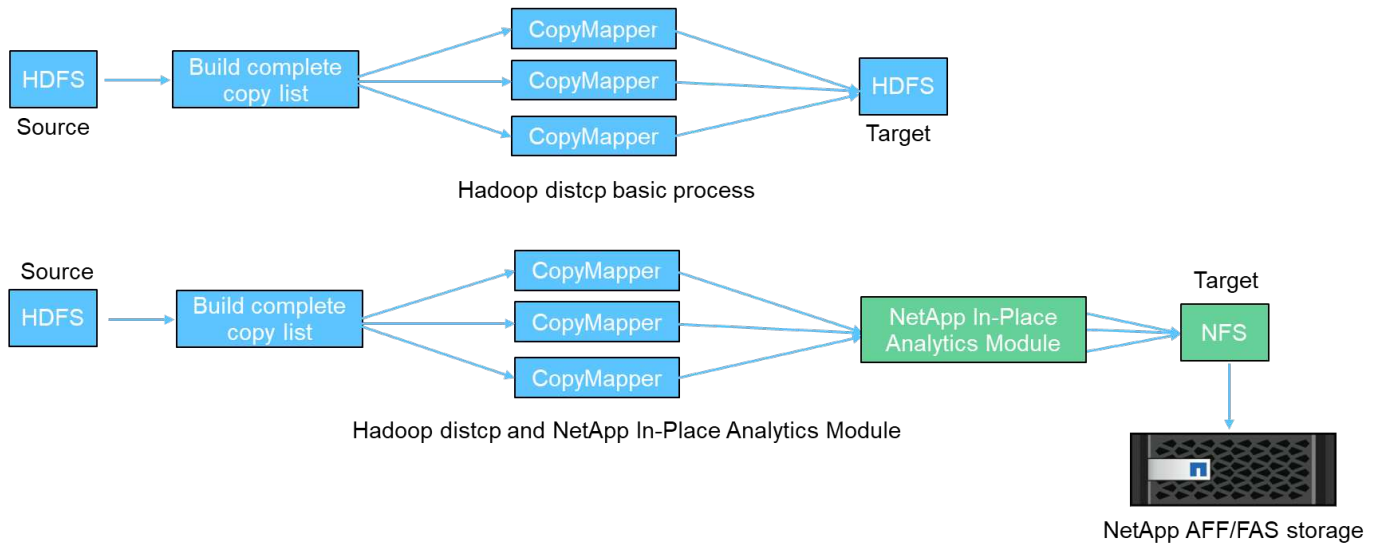 CopyMapper
HDFS
Build complete
copy list
CopyMapper
HDFS
Source
CopyMapper
Target
Hadoop distcp basic process
Source
CopyMapper
Target
HDFS
Build complete
copy list
CopyMapper
NetApp In-Place
Analytics Module
NFS
CopyMapper
Hadoop distcp and NetApp In-Place Analytics Module
NetApp AFF/FAS storage